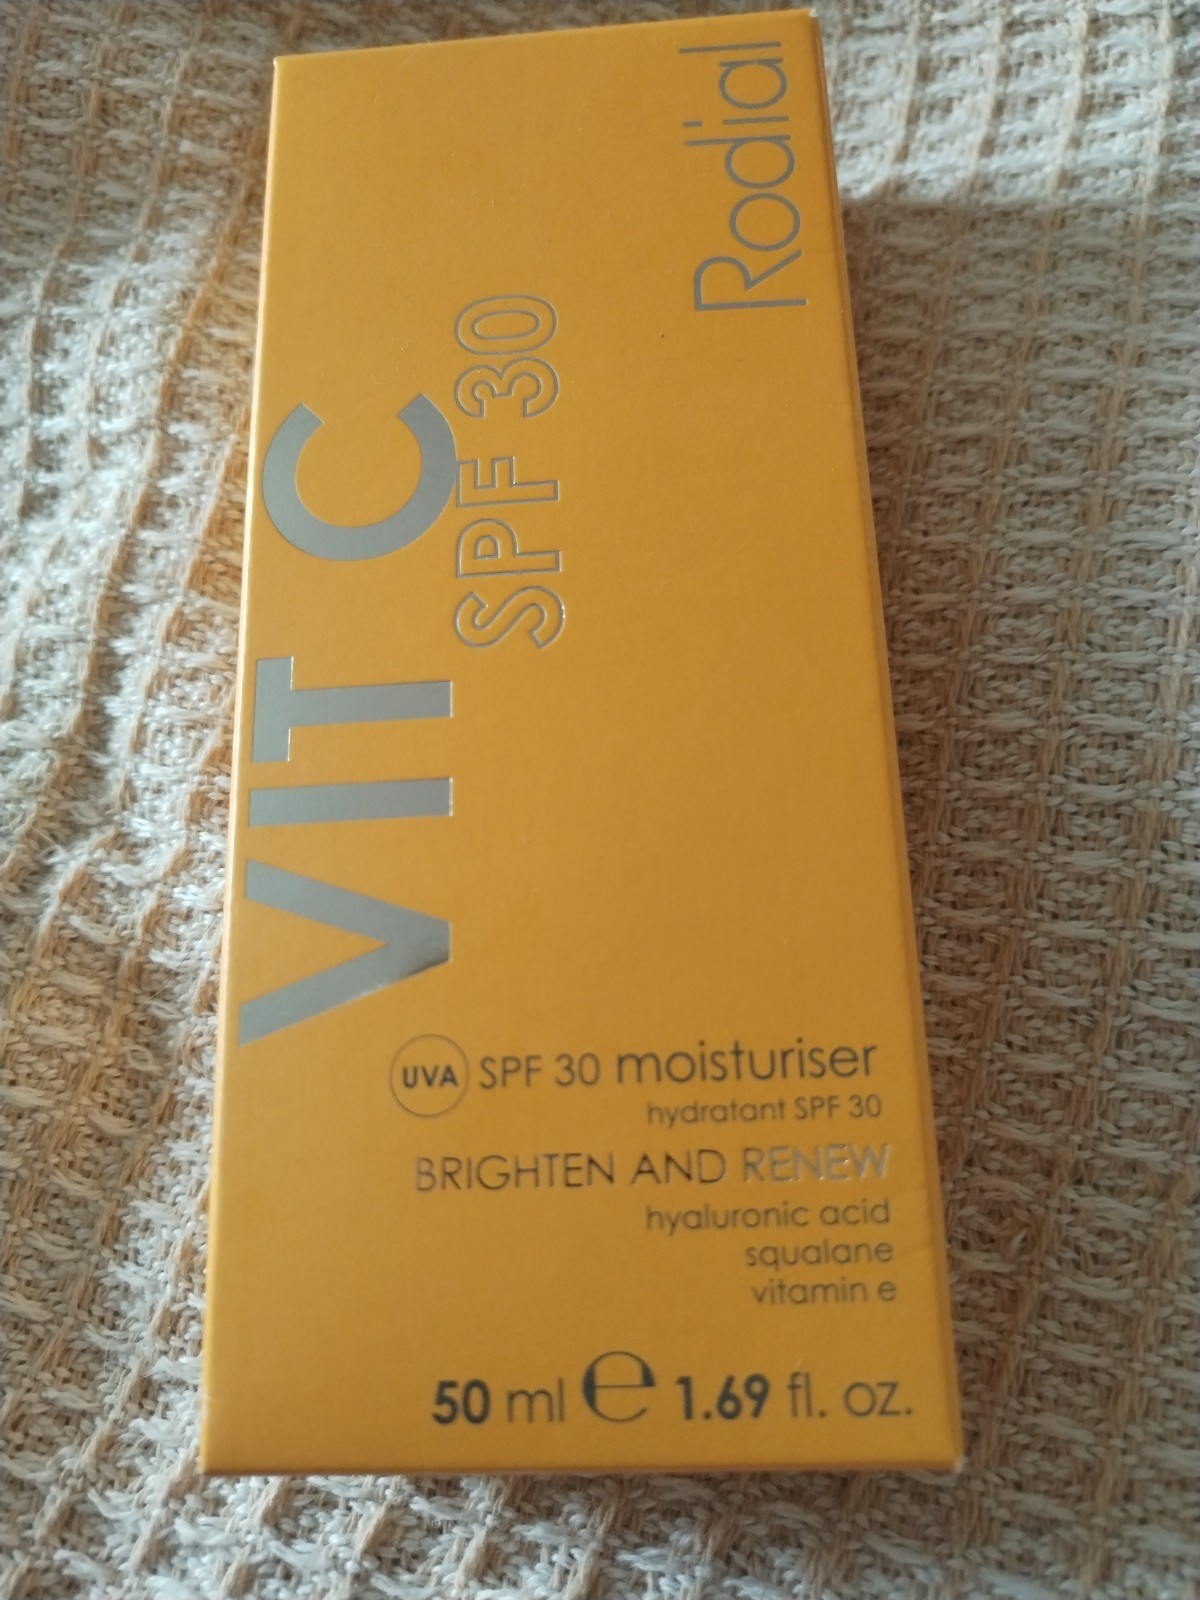 Rodial
VIT C
SPF 30
UVA SPF 30 moisturiser
hydratant SPF 30
BRIGHTEN AND RENEW
hyaluronic acid
squalane
vitamin e
50 ml e 1.69 fl. oz.